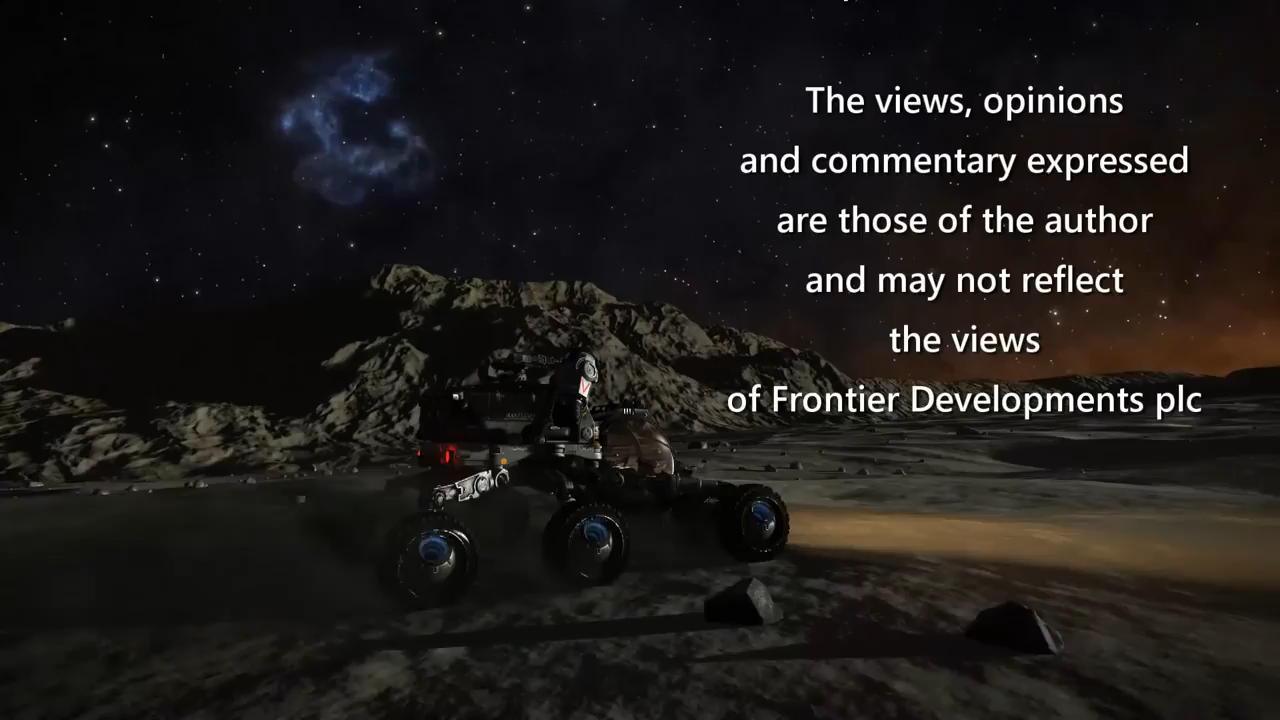 The views, opinions
and commentary expressed
are those of the author
and may not reflect
the views
of Frontier Developments plc